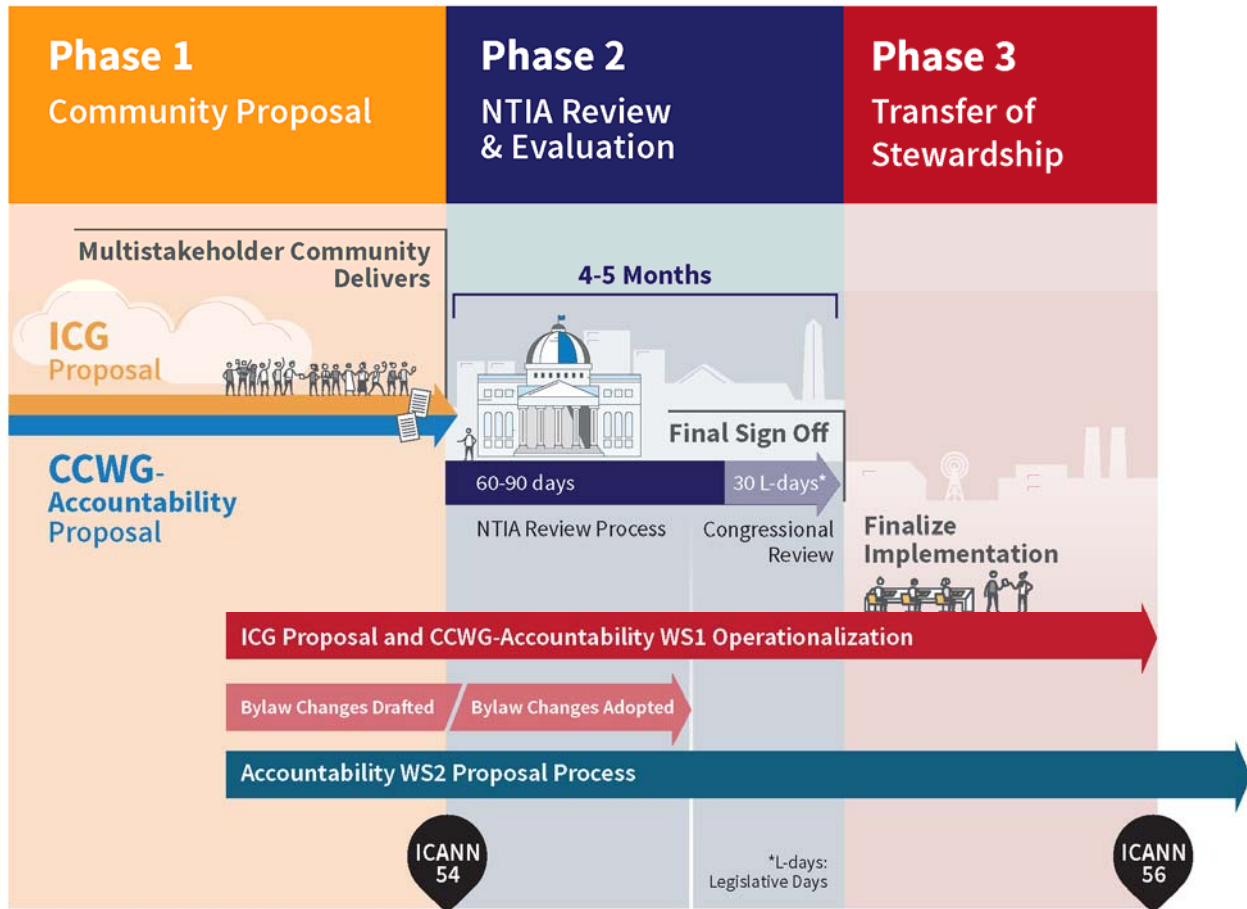 Phase 1
Community Proposal
Phase 2
NTIA Review
& Evaluation
Phase 3
Transfer of
Stewardship
Multistakeholder Community
Delivers
ICG
Proposal
CCWG-
Accountability
Proposal
4-5 Months
Final Sign Off
60-90 days
30 L-days*
NTIA Review Process
Congressional
Review
Finalize
Implementation
ICG Proposal and CCWG-Accountability WS1 Operationalization
Bylaw Changes Drafted
Bylaw Changes Adopted
Accountability WS2 Proposal Process
ICANN
54
*L-days:
Legislative Days
ICANN
56